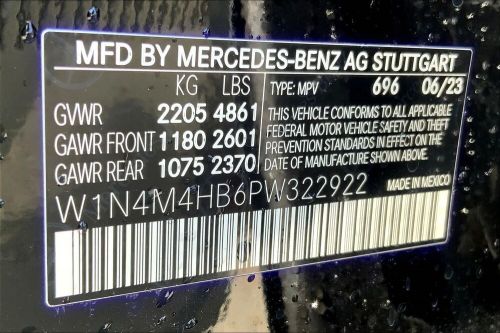 MFD BY MERCEDES-BENZ AG STUTTGART
KG LBS
GVWR 2205 4861
GAWR FRONT 1180 2601
GAWR REAR 1075 2370
TYPE: MPV 696 06/23
THIS VEHICLE CONFORMS TO ALL APPLICABLE
FEDERAL MOTOR VEHICLE SAFETY AND THEFT
PREVENTION STANDARDS IN EFFECT ON THE
DATE OF MANUFACTURE SHOWN ABOVE.
W1N4M4HB6PW322922
MADE IN MEXICO